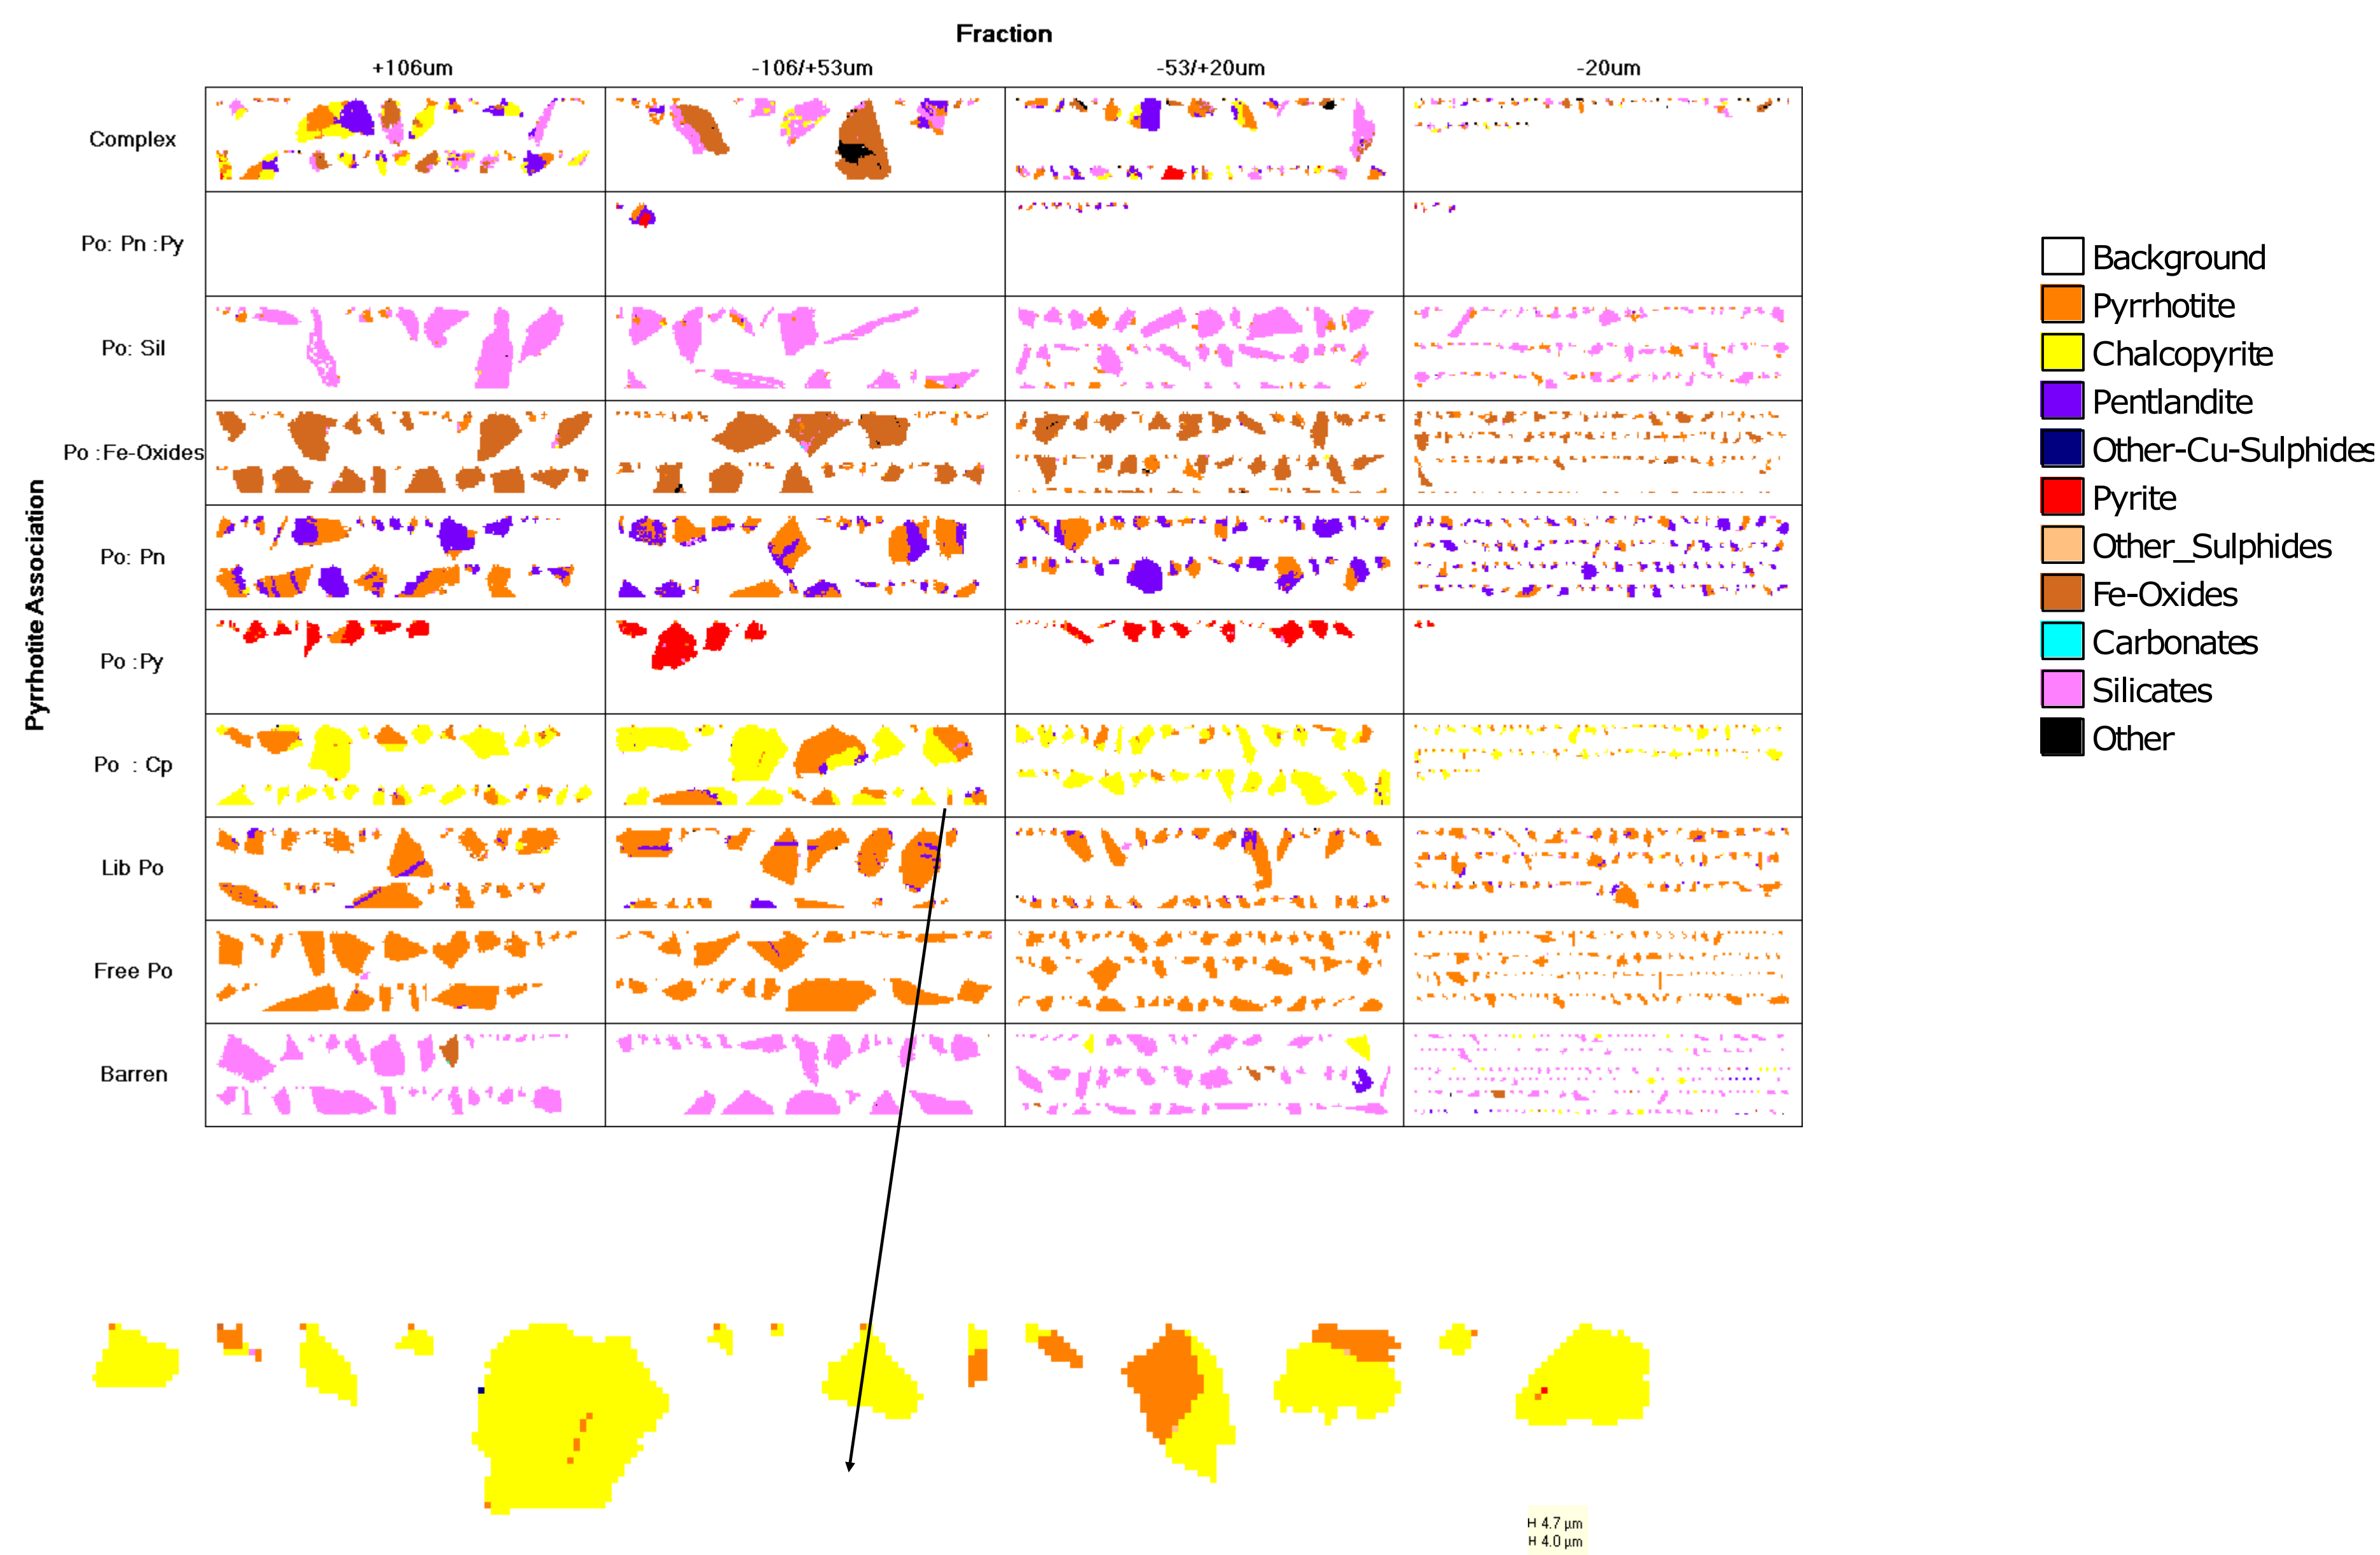 Fraction
+106um
-106/+53um
-53/+20um
-20um
Pyrrhotite Association
Complex
Po: Pn :Py
Po: Sil
Po :Fe-Oxides
Po: Pn
Po :Py
Po : Cp
Lib Po
Free Po
Barren
Background
Pyrrhotite
Chalcopyrite
Pentlandite
Other-Cu-Sulphides
Pyrite
Other_Sulphides
Fe-Oxides
Carbonates
Silicates
Other
H 4.7 µm
H 4.0 µm